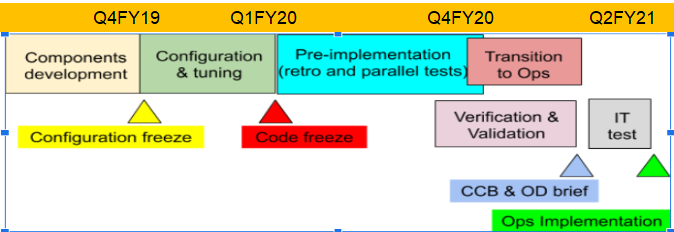 Q4FY19 Q1FY20 Q4FY20 Q2FY21
Components development
Configuration & tuning
Pre-implementation (retro and parallel tests)
Transition to Ops
Configuration freeze
Code freeze
Verification & Validation
IT test
CCB & OD brief
Ops Implementation